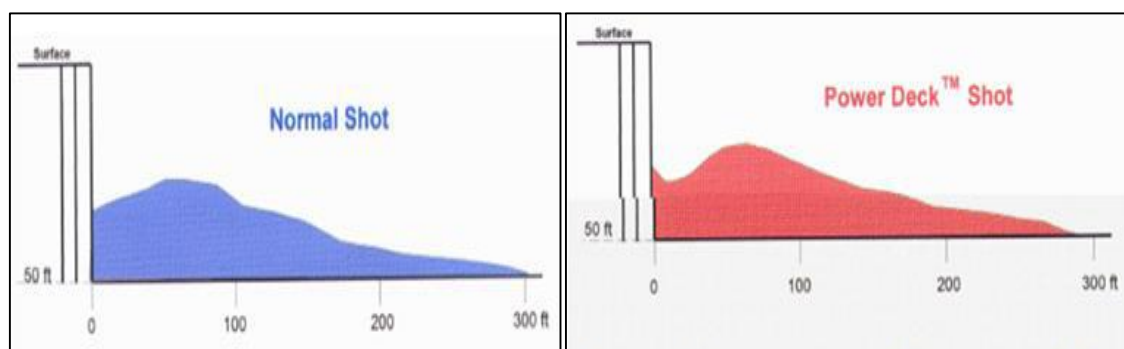 Surface
Normal Shot
50 ft
0 100 200 300 ft
Surface
Power Deck™ Shot
50 ft
0 100 200 300 ft